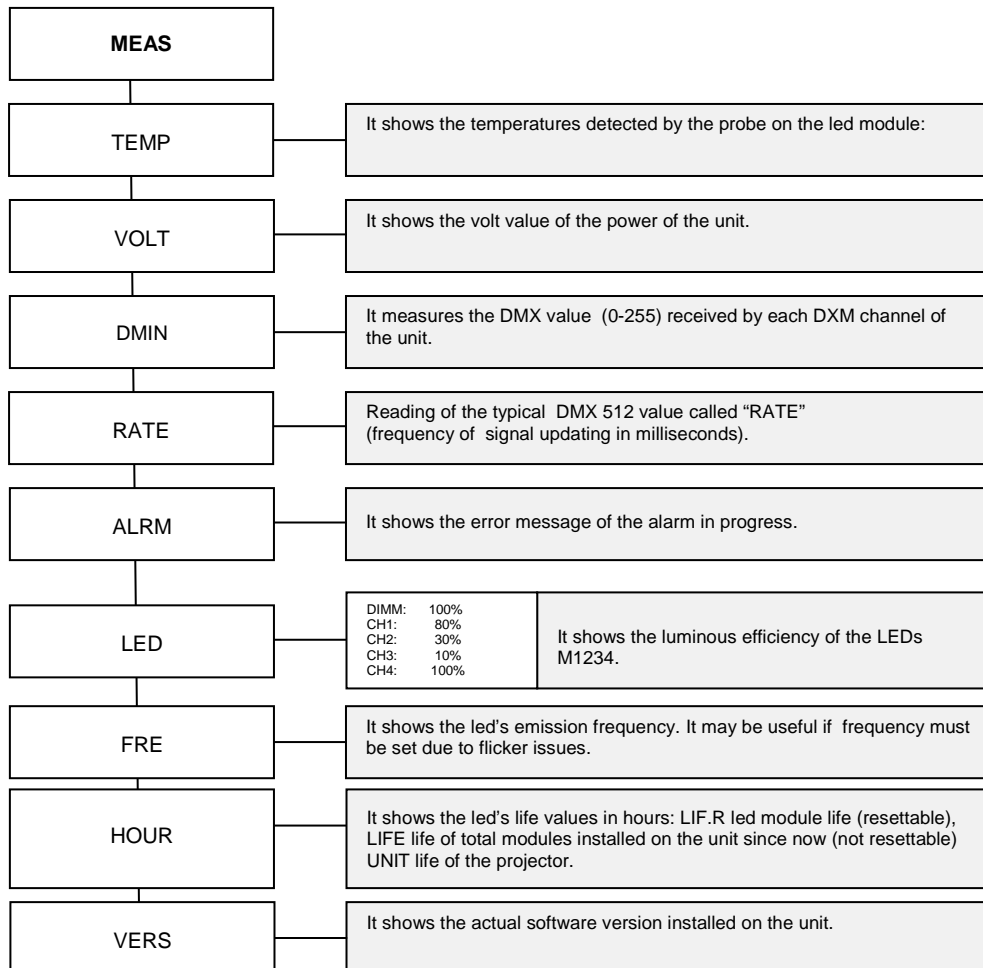 MEAS
TEMP
It shows the temperatures detected by the probe on the led module:
VOLT
It shows the volt value of the power of the unit.
DMIN
It measures the DMX value (0-255) received by each DXM channel of
the unit.
RATE
Reading of the typical DMX 512 value called “RATE”
(frequency of signal updating in milliseconds).
ALRM
It shows the error message of the alarm in progress.
LED
DIMM: 100%
CH1: 80%
CH2: 30%
CH3: 10%
CH4: 100%
It shows the luminous efficiency of the LEDs
M1234.
FRE
It shows the led’s emission frequency. It may be useful if frequency must
be set due to flicker issues.
HOUR
It shows the led’s life values in hours: LIF.R led module life (resettable),
LIFE life of total modules installed on the unit since now (not resettable)
UNIT life of the projector.
VERS
It shows the actual software version installed on the unit.